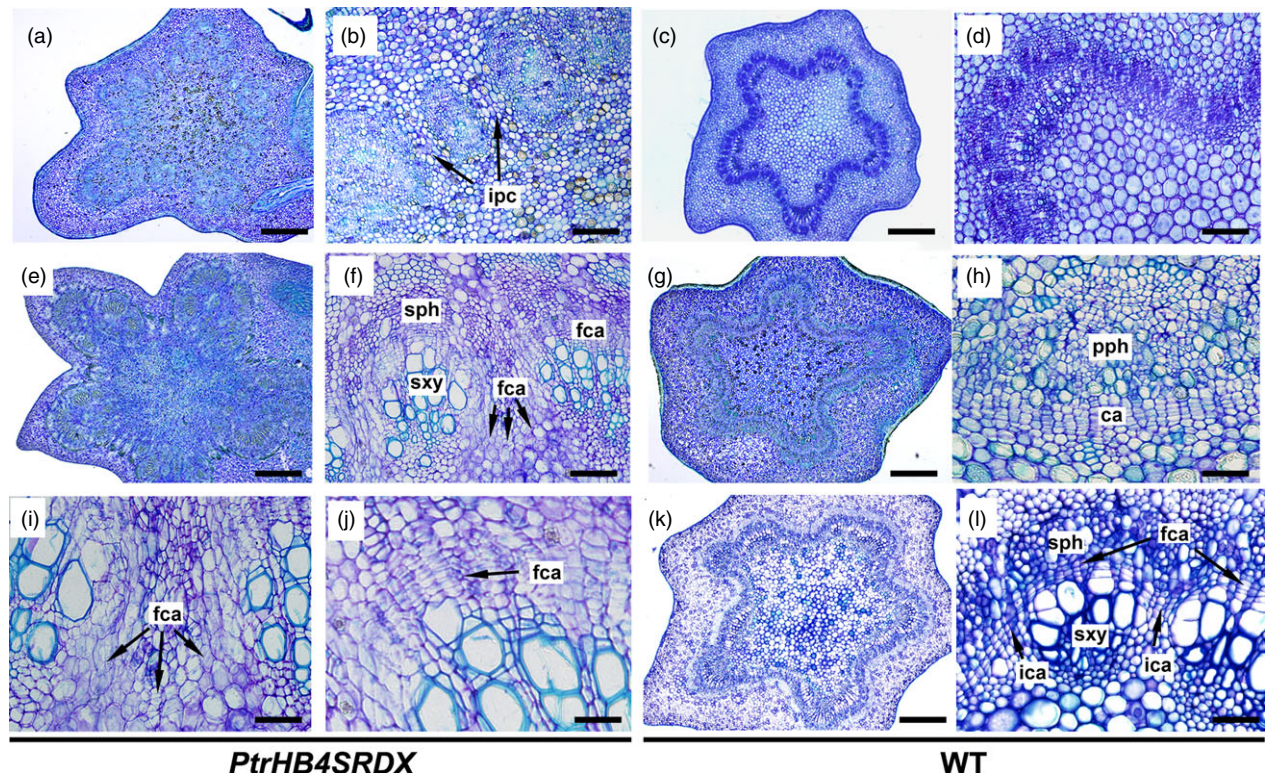 (a)
(b)
ipc
(c)
(d)
(e)
(f)
sph
fca
sxy
fca
(g)
(h)
pph
ca
(i)
fca
(j)
fca
(k)
(l)
sph
fca
sxy
ica
ica
PtrHB4SRDX
WT